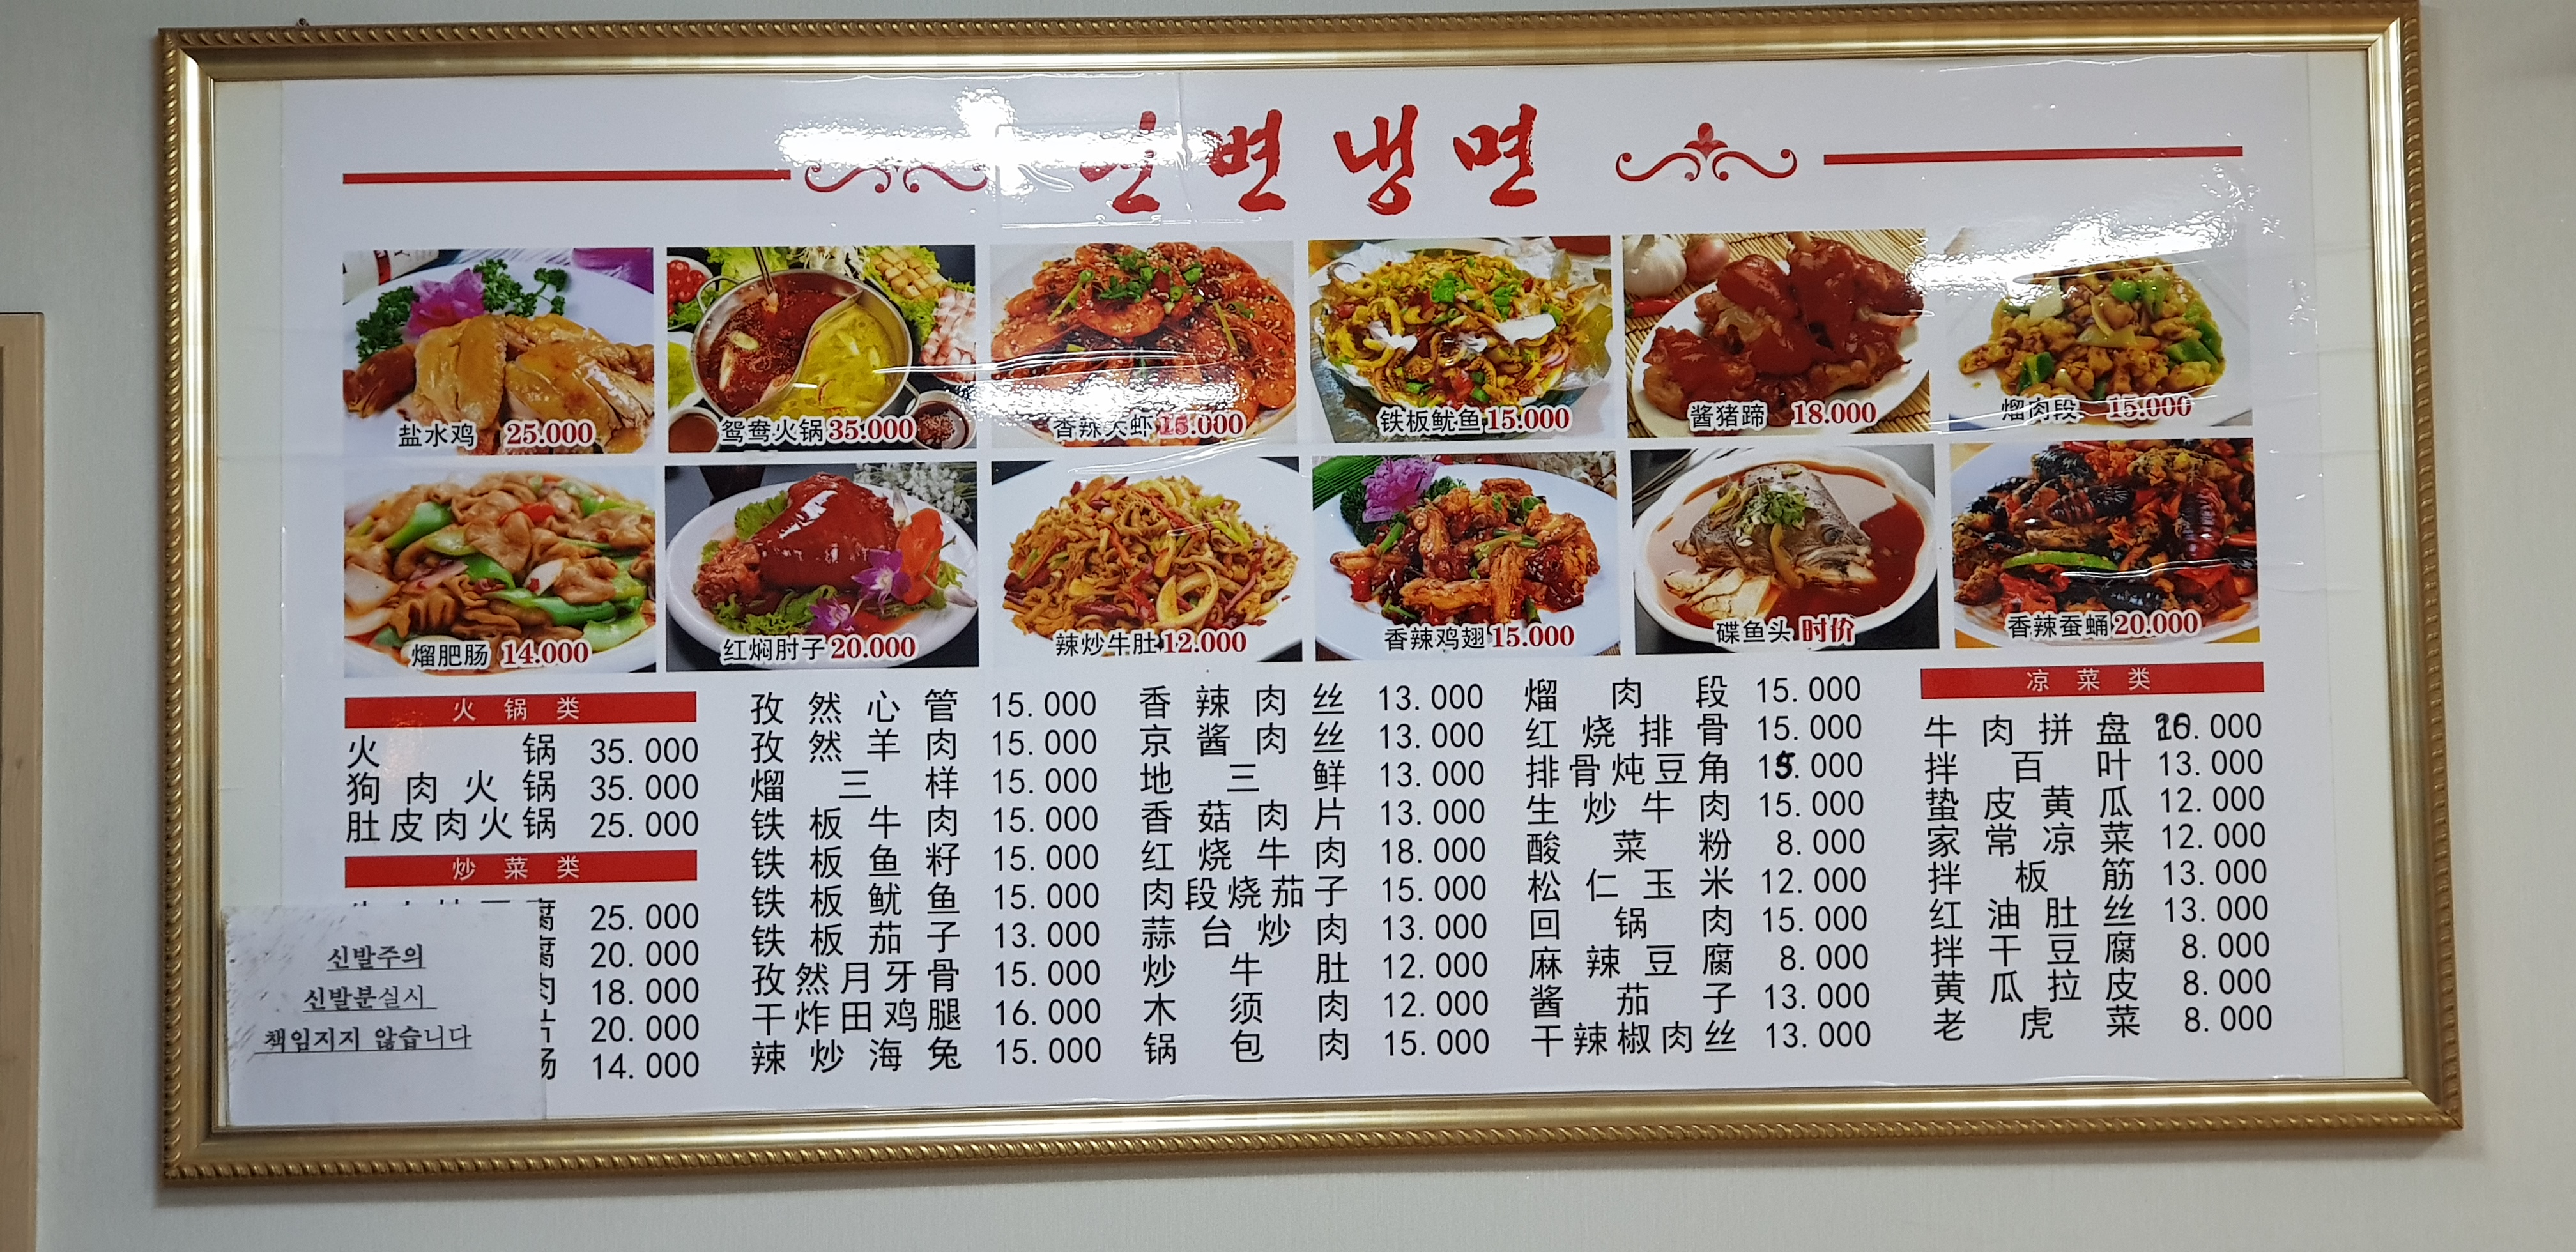 변냉면
盐水鸡 25.000
鸳鸯火锅 35.000
香辣大虾 15.000
铁板鱿鱼 15.000
酱猪蹄 18.000
熘肉段 15.000
熘肥肠 14.000
红焖肘子 20.000
辣炒牛肚 12.000
香辣鸡翅 15.000
碟鱼头 时价
香辣蚕蛹 20.000
火锅类
火锅 35.000
狗肉火锅 35.000
肚皮肉火锅 25.000
炒菜类
腐 25.000
腐 20.000
肉 18.000
20.000
肠 14.000
신발주의
신발분실시
책임지지 않습니다
孜然心管 15.000
孜然羊肉 15.000
熘三样 15.000
铁板牛肉 15.000
铁板鱼籽 15.000
铁板鱿鱼 15.000
铁板茄子 13.000
孜然月牙骨 15.000
干炸田鸡腿 16.000
辣炒海兔 15.000
香辣肉丝 13.000
京酱肉丝 13.000
地三鲜 13.000
香菇肉片 13.000
红烧牛肉 18.000
肉段烧茄子 15.000
蒜台炒肉 13.000
炒牛肚 12.000
木须肉 12.000
锅包肉 15.000
熘肉段 15.000
红烧排骨 15.000
排骨炖豆角 15.000
生炒牛肉 15.000
酸菜粉 8.000
松仁玉米 12.000
回锅肉 15.000
麻辣豆腐 8.000
酱茄子 13.000
干辣椒肉丝 13.000
凉菜类
牛肉拼盘
拌百叶 13.000
蛰皮黄瓜 12.000
家常凉菜 12.000
拌板筋 13.000
红油肚丝 13.000
拌干豆腐 8.000
黄瓜拉皮 8.000
老虎菜 8.000